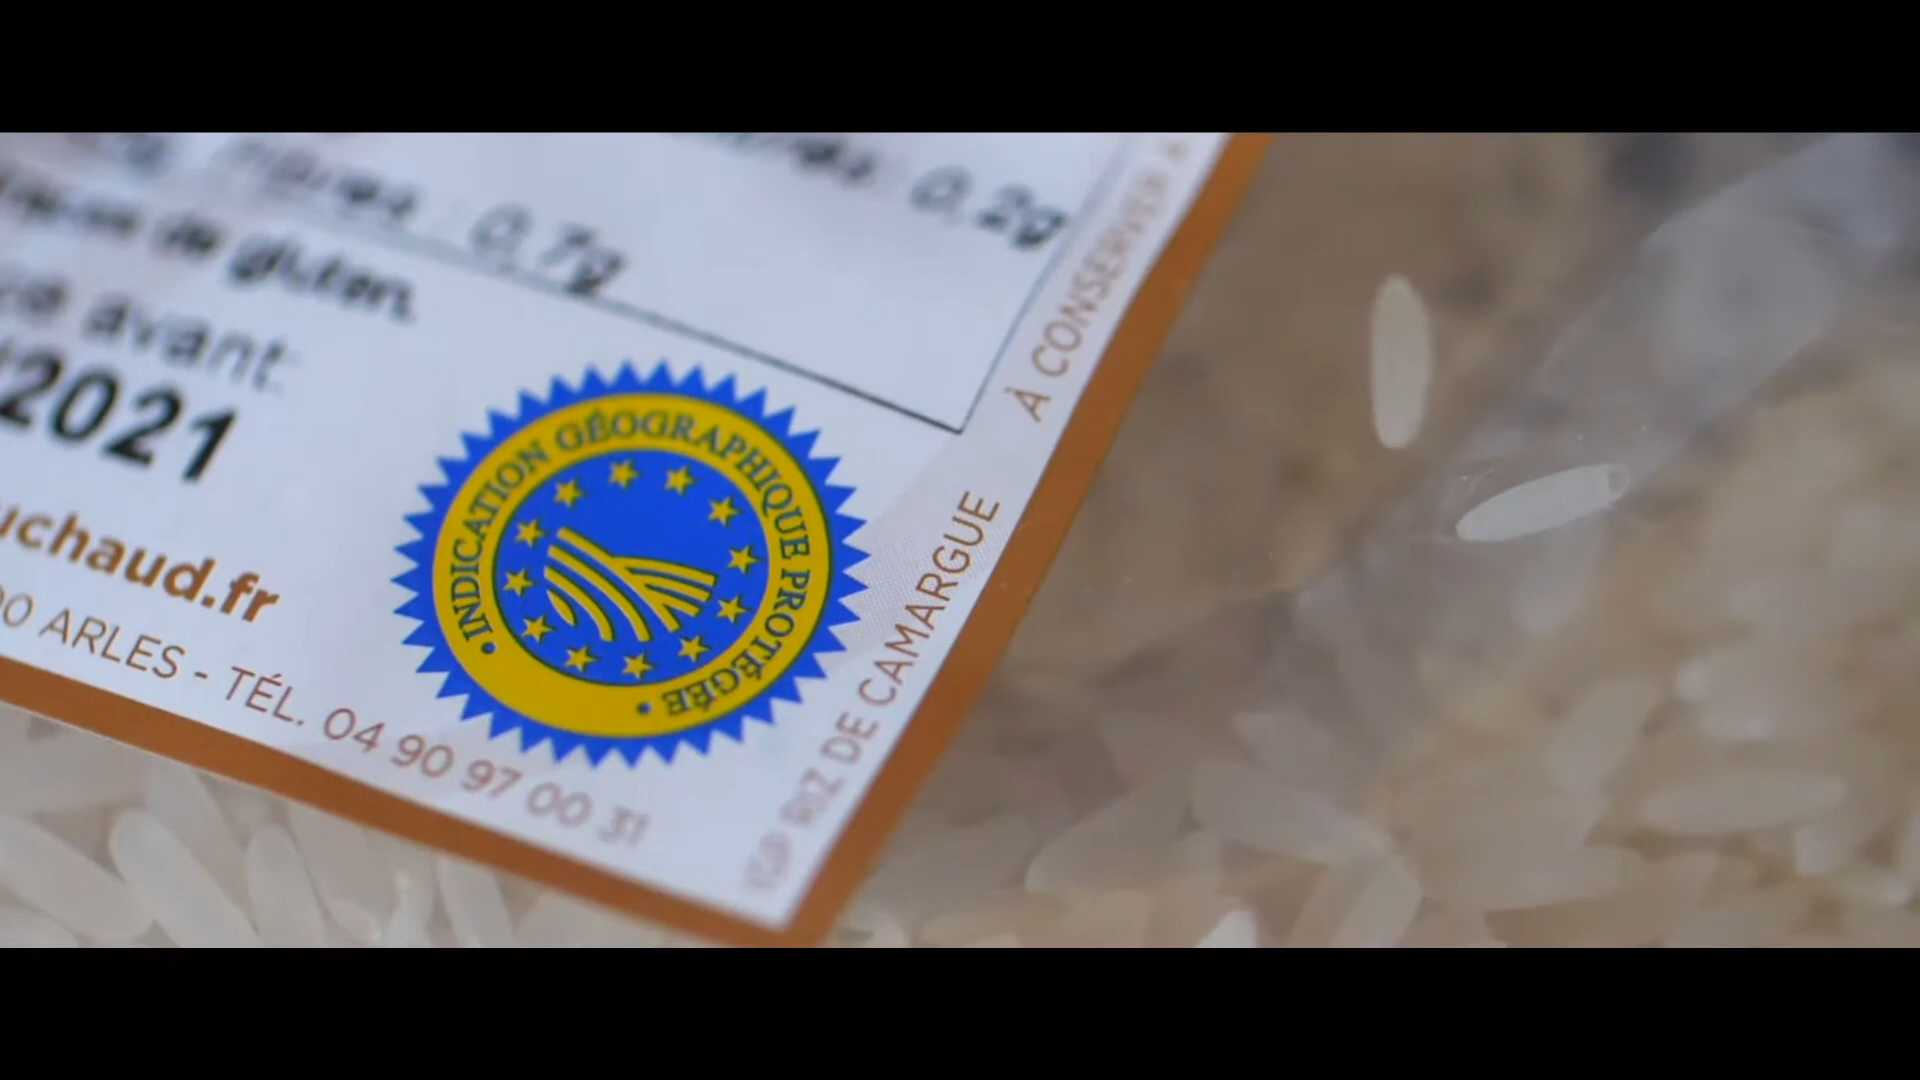 0,2g
0,7g
de gluten.
avant:
2021
uchaud.fr
ARLES - TÉL. 04 90 97 00 31
INDICATION GÉOGRAPHIQUE PROTÉGÉE
IGP RIZ DE CAMARGUE
À CONSERVER